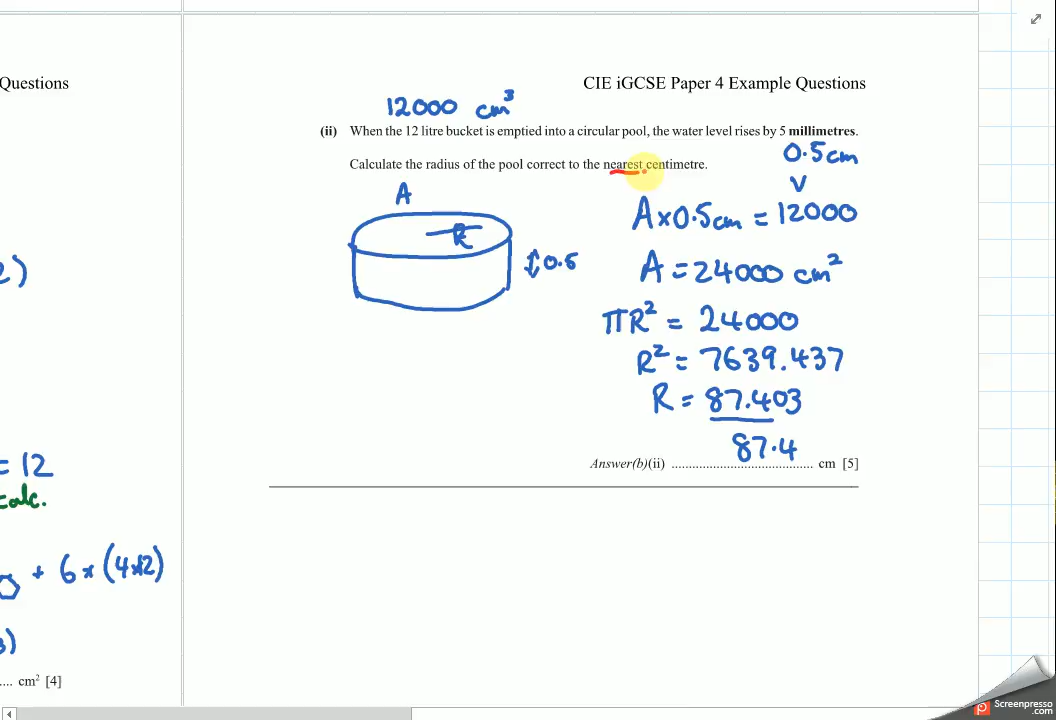 Questions
CIE iGCSE Paper 4 Example Questions
12000 cm³
(ii) When the 12 litre bucket is emptied into a circular pool, the water level rises by 5 millimetres.
0.5cm
Calculate the radius of the pool correct to the nearest centimetre.
V
A
A×0.5cm = 12000
R
0.5
A = 24000 cm²
2)
πR² = 24000
R² = 7639.437
R = 87.403
87.4
Answer(b)(ii) ......................................... cm [5]
= 12
calc.
+ 6 × (4×12)
.... cm² [4]
Screenpresso
.com